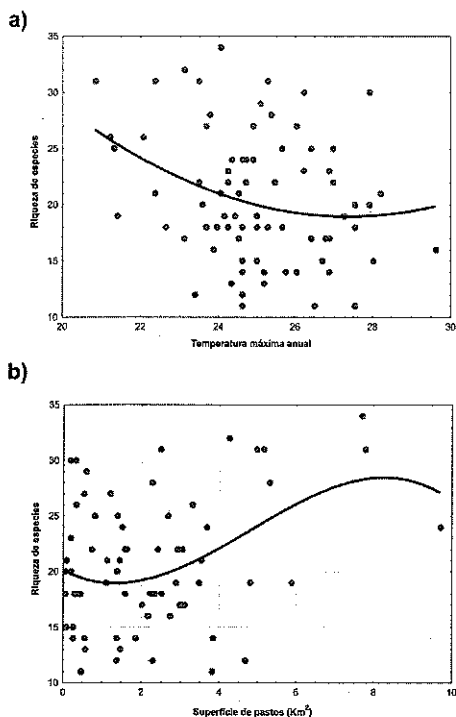 a)
35
30
25
20
15
10
Riqueza de especies
20 22 24 26 28 30
Temperatura máxima anual
b)
35
30
25
20
15
10
Riqueza de especies
0 2 4 6 8 10
Superficie de pastos (Km²)